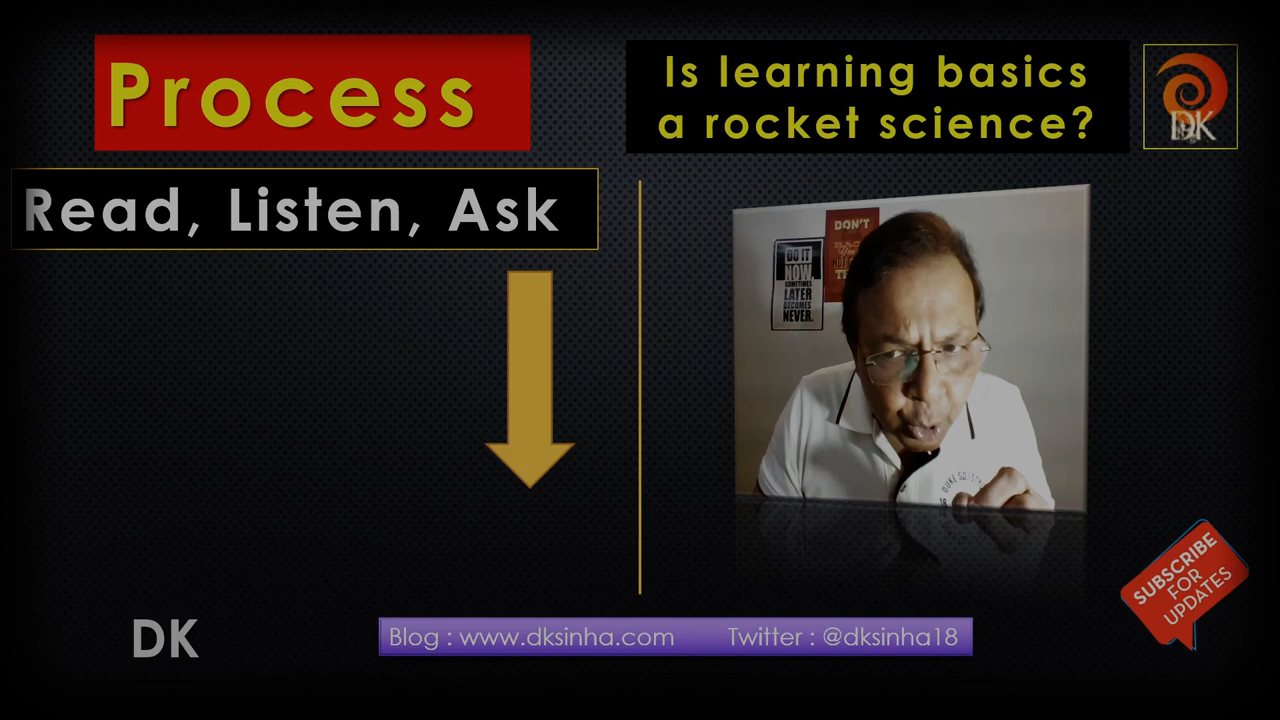 Process
Is learning basics
a rocket science?
DK
Read, Listen, Ask
DON'T
DO IT
NOW
SOMETIMES
LATER
BECOMES
NEVER.
SUBSCRIBE
FOR
UPDATES
DK
Blog : www.dksinha.com Twitter : @dksinha18